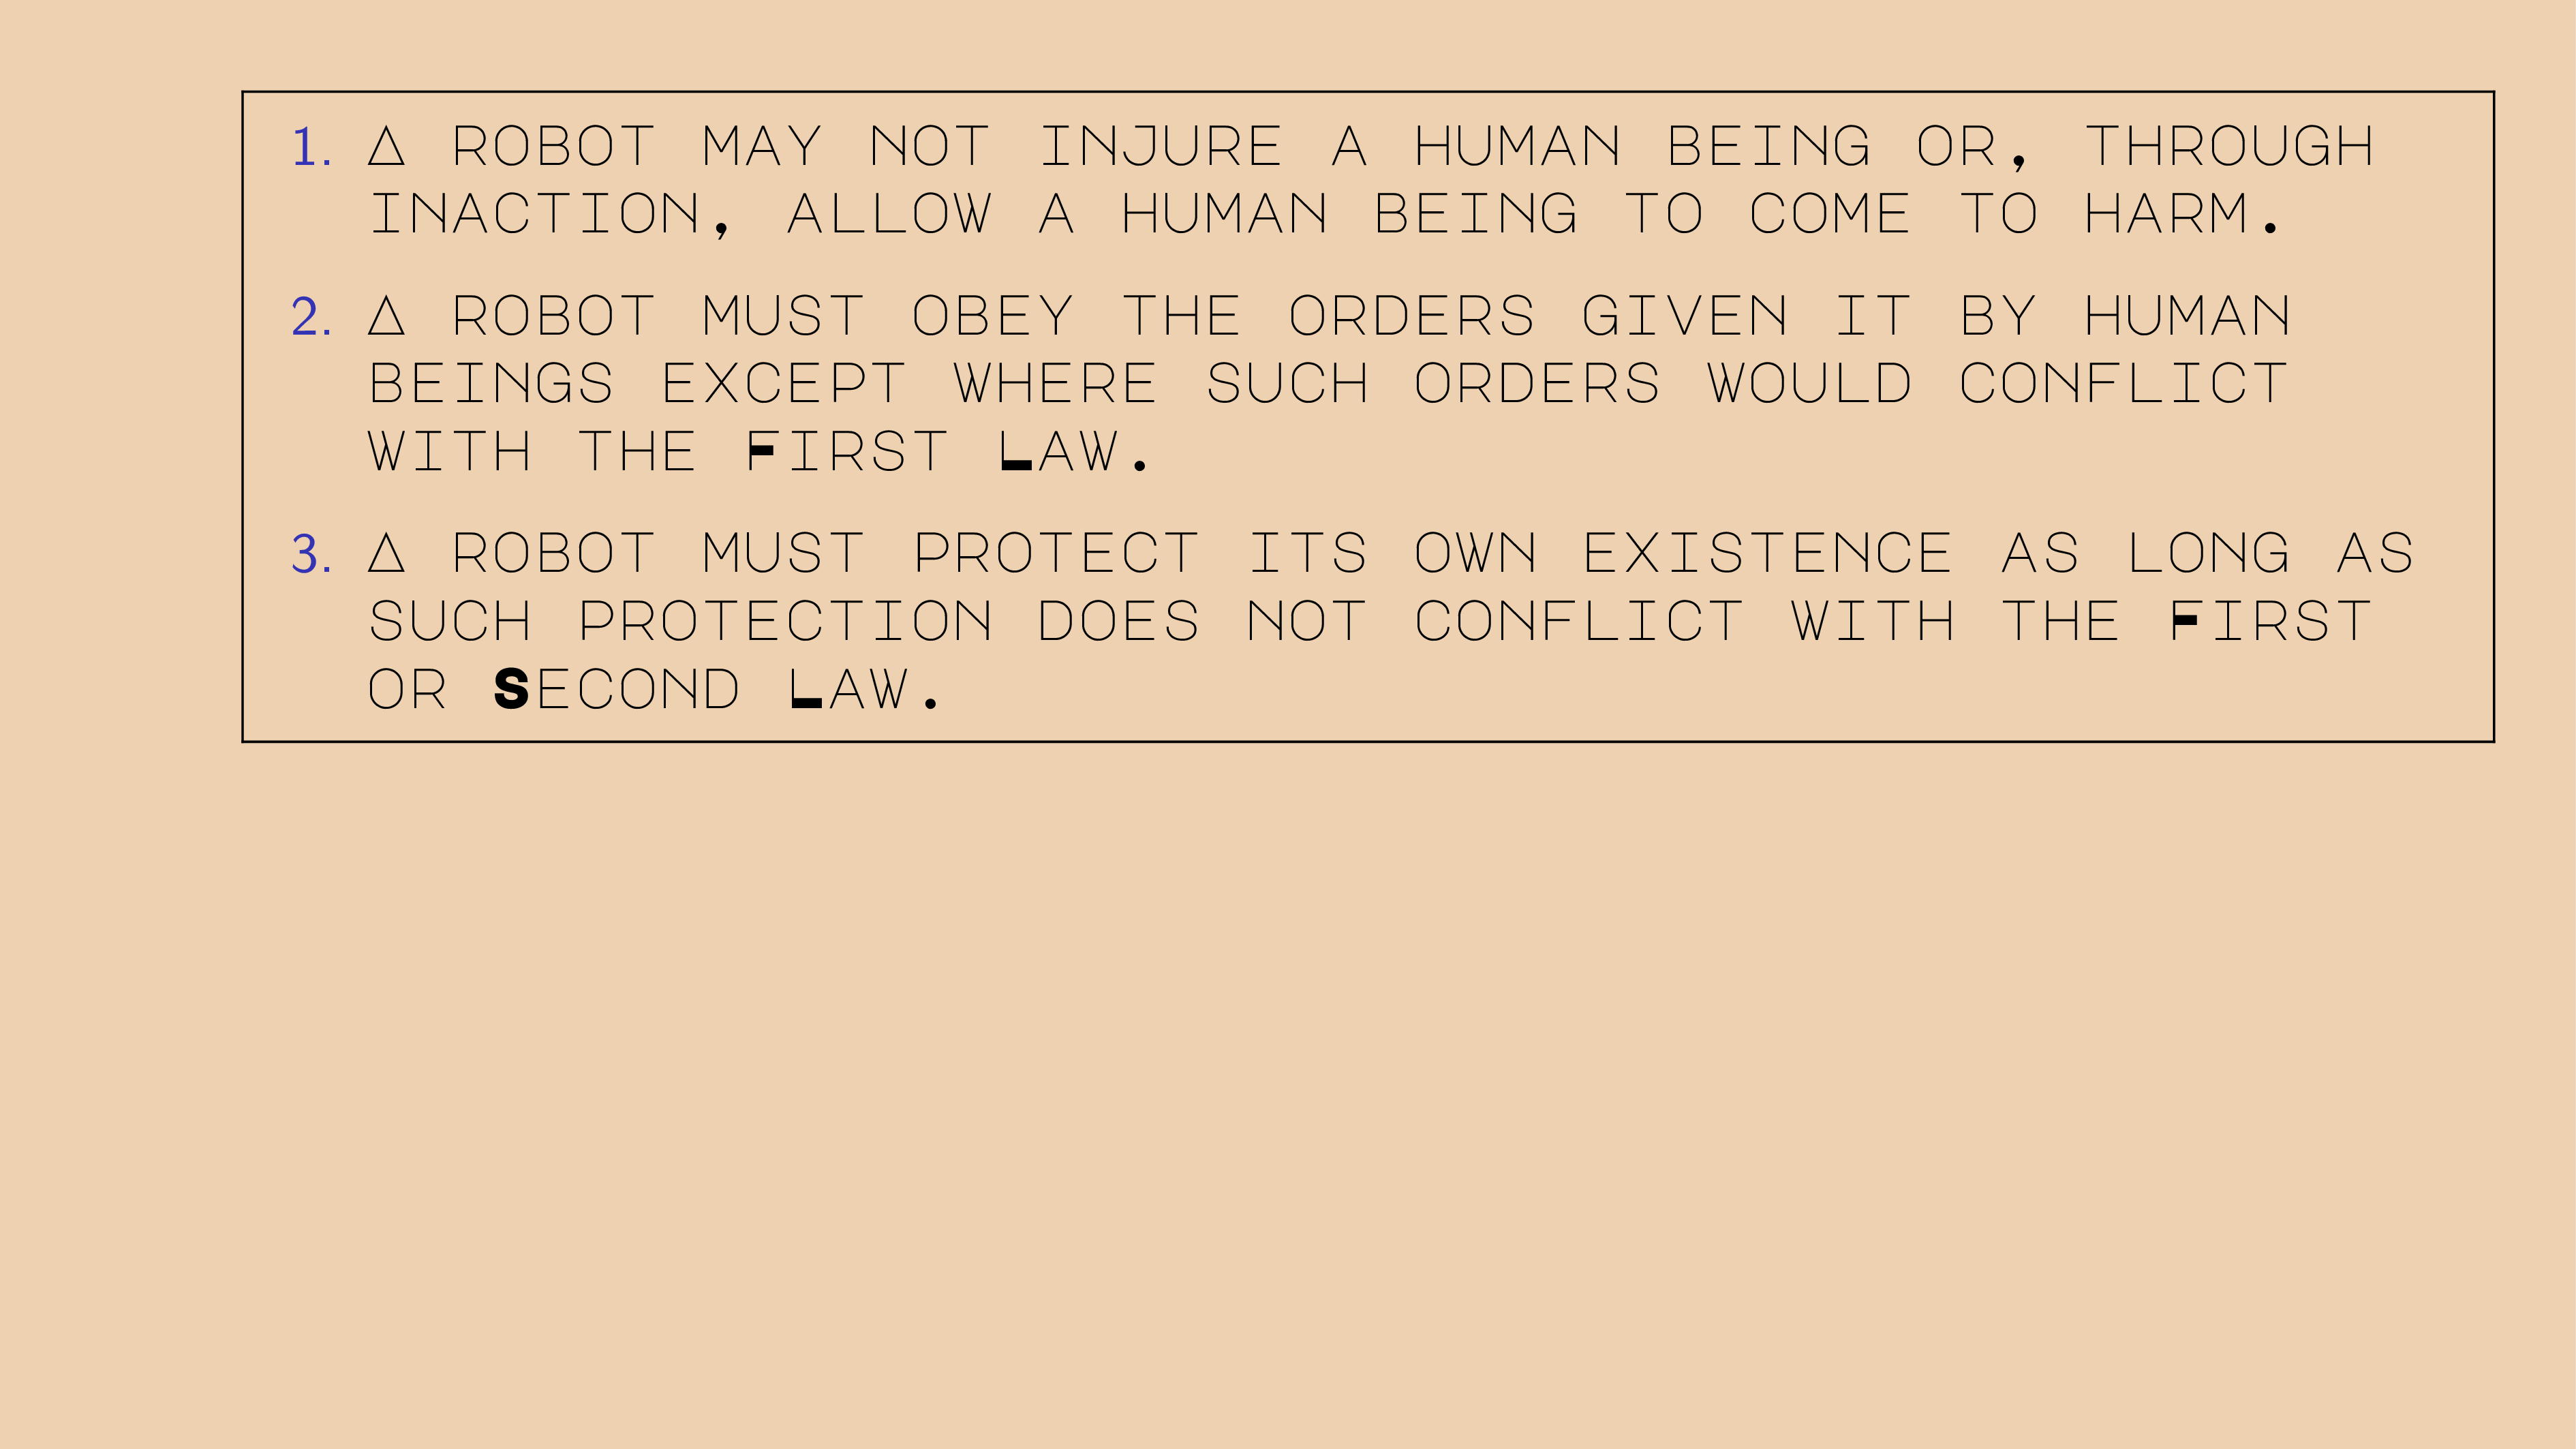 1. A ROBOT MAY NOT INJURE A HUMAN BEING OR, THROUGH
INACTION, ALLOW A HUMAN BEING TO COME TO HARM.
2. A ROBOT MUST OBEY THE ORDERS GIVEN IT BY HUMAN
BEINGS EXCEPT WHERE SUCH ORDERS WOULD CONFLICT
WITH THE FIRST LAW.
3. A ROBOT MUST PROTECT ITS OWN EXISTENCE AS LONG AS
SUCH PROTECTION DOES NOT CONFLICT WITH THE FIRST
OR SECOND LAW.